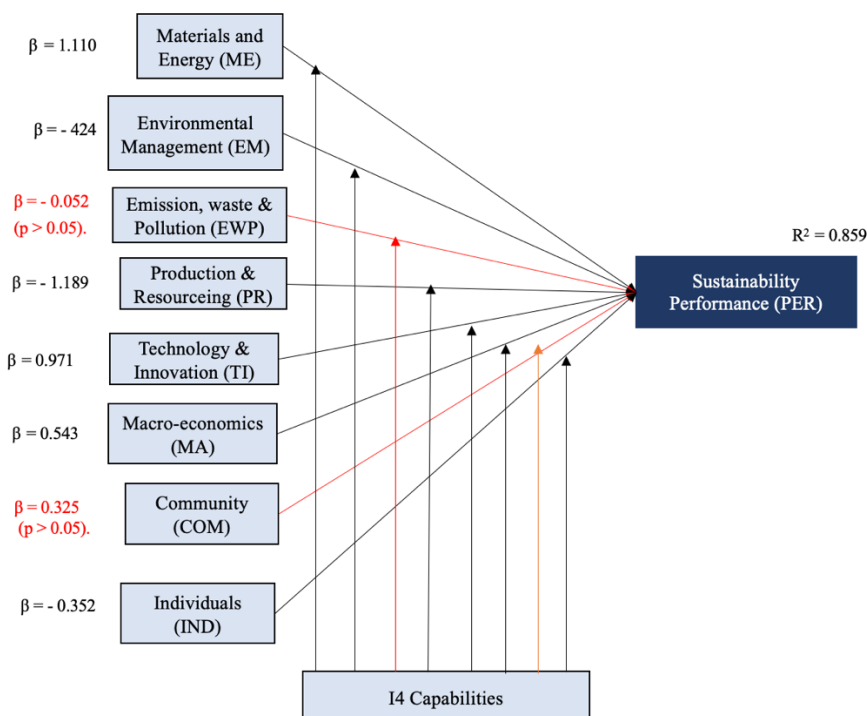 β = 1.110
Materials and
Energy (ME)
β = - 424
Environmental
Management (EM)
β = - 0.052
(p > 0.05).
Emission, waste &
Pollution (EWP)
R² = 0.859
β = - 1.189
Production &
Resourceing (PR)
Sustainability
Performance (PER)
β = 0.971
Technology &
Innovation (TI)
β = 0.543
Macro-economics
(MA)
β = 0.325
(p > 0.05).
Community
(COM)
β = - 0.352
Individuals
(IND)
I4 Capabilities